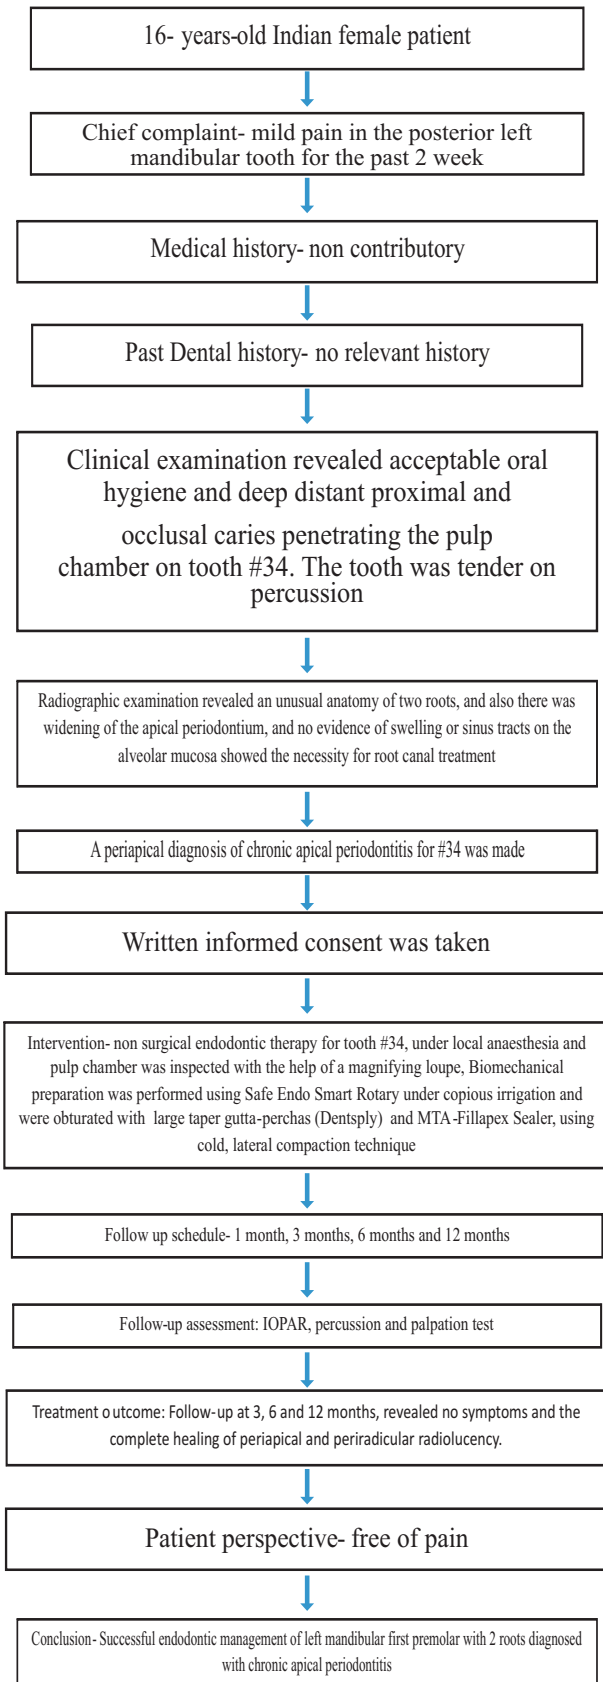 16- years-old Indian female patient
Chief complaint- mild pain in the posterior left
mandibular tooth for the past 2 week
Medical history- non contributory
Past Dental history- no relevant history
Clinical examination revealed acceptable oral
hygiene and deep distant proximal and
occlusal caries penetrating the pulp
chamber on tooth #34. The tooth was tender on
percussion
Radiographic examination revealed an unusual anatomy of two roots, and also there was
widening of the apical periodontium, and no evidence of swelling or sinus tracts on the
alveolar mucosa showed the necessity for root canal treatment
A periapical diagnosis of chronic apical periodontitis for #34 was made
Written informed consent was taken
Intervention- non surgical endodontic therapy for tooth #34, under local anaesthesia and
pulp chamber was inspected with the help of a magnifying loupe, Biomechanical
preparation was performed using Safe Endo Smart Rotary under copious irrigation and
were obturated with large taper gutta-perchas (Dentsply) and MTA-Fillapex Sealer, using
cold, lateral compaction technique
Follow up schedule- 1 month, 3 months, 6 months and 12 months
Follow-up assessment: IOPAR, percussion and palpation test
Treatment outcome: Follow-up at 3, 6 and 12 months, revealed no symptoms and the
complete healing of periapical and periradicular radiolucency.
Patient perspective- free of pain
Conclusion- Successful endodontic management of left mandibular first premolar with 2 roots diagnosed
with chronic apical periodontitis